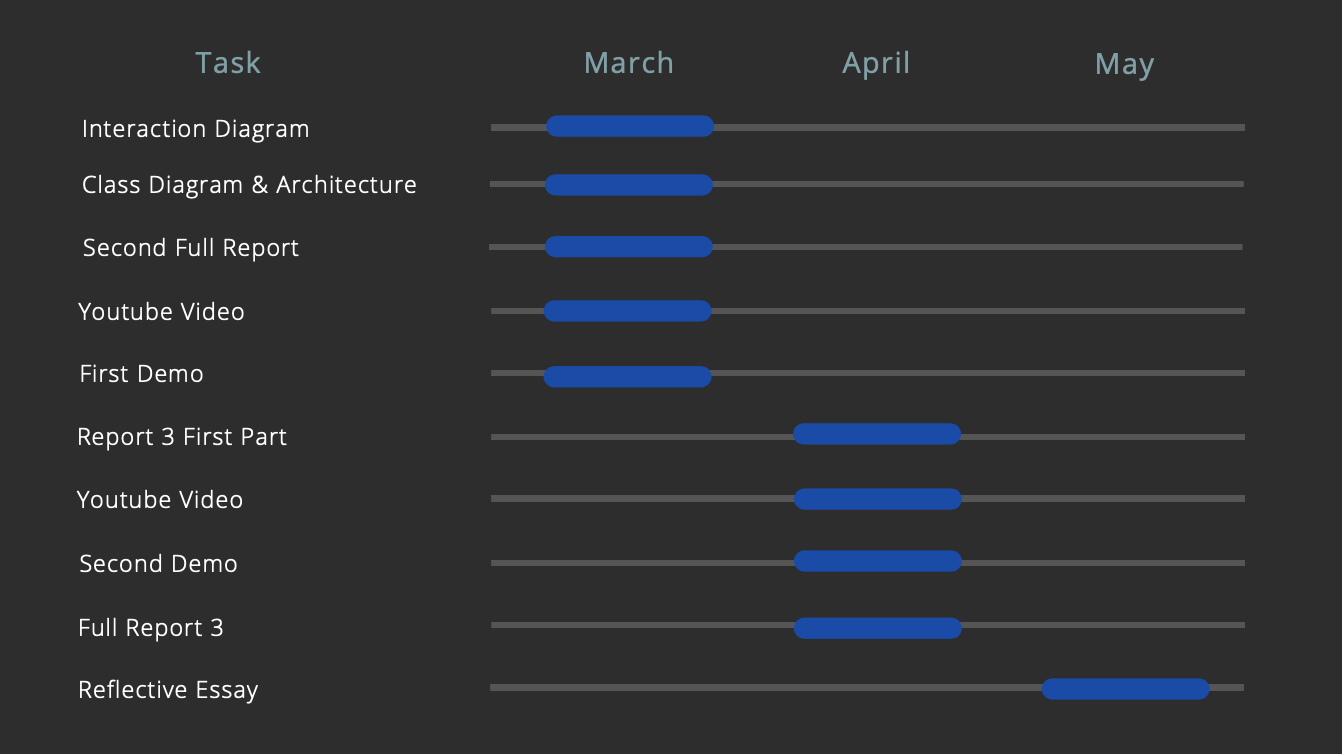 Task March April May
Interaction Diagram
Class Diagram & Architecture
Second Full Report
Youtube Video
First Demo
Report 3 First Part
Youtube Video
Second Demo
Full Report 3
Reflective Essay